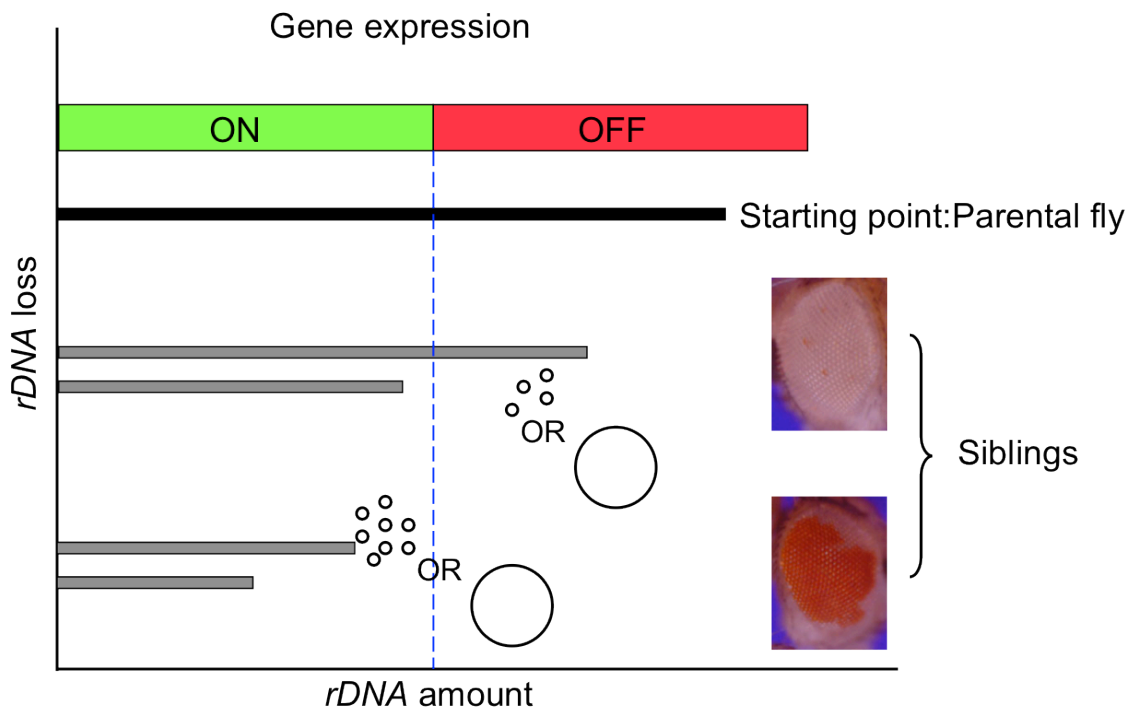 Gene expression
ON
OFF
Starting point:Parental fly
rDNA loss
OR
Siblings
OR
rDNA amount